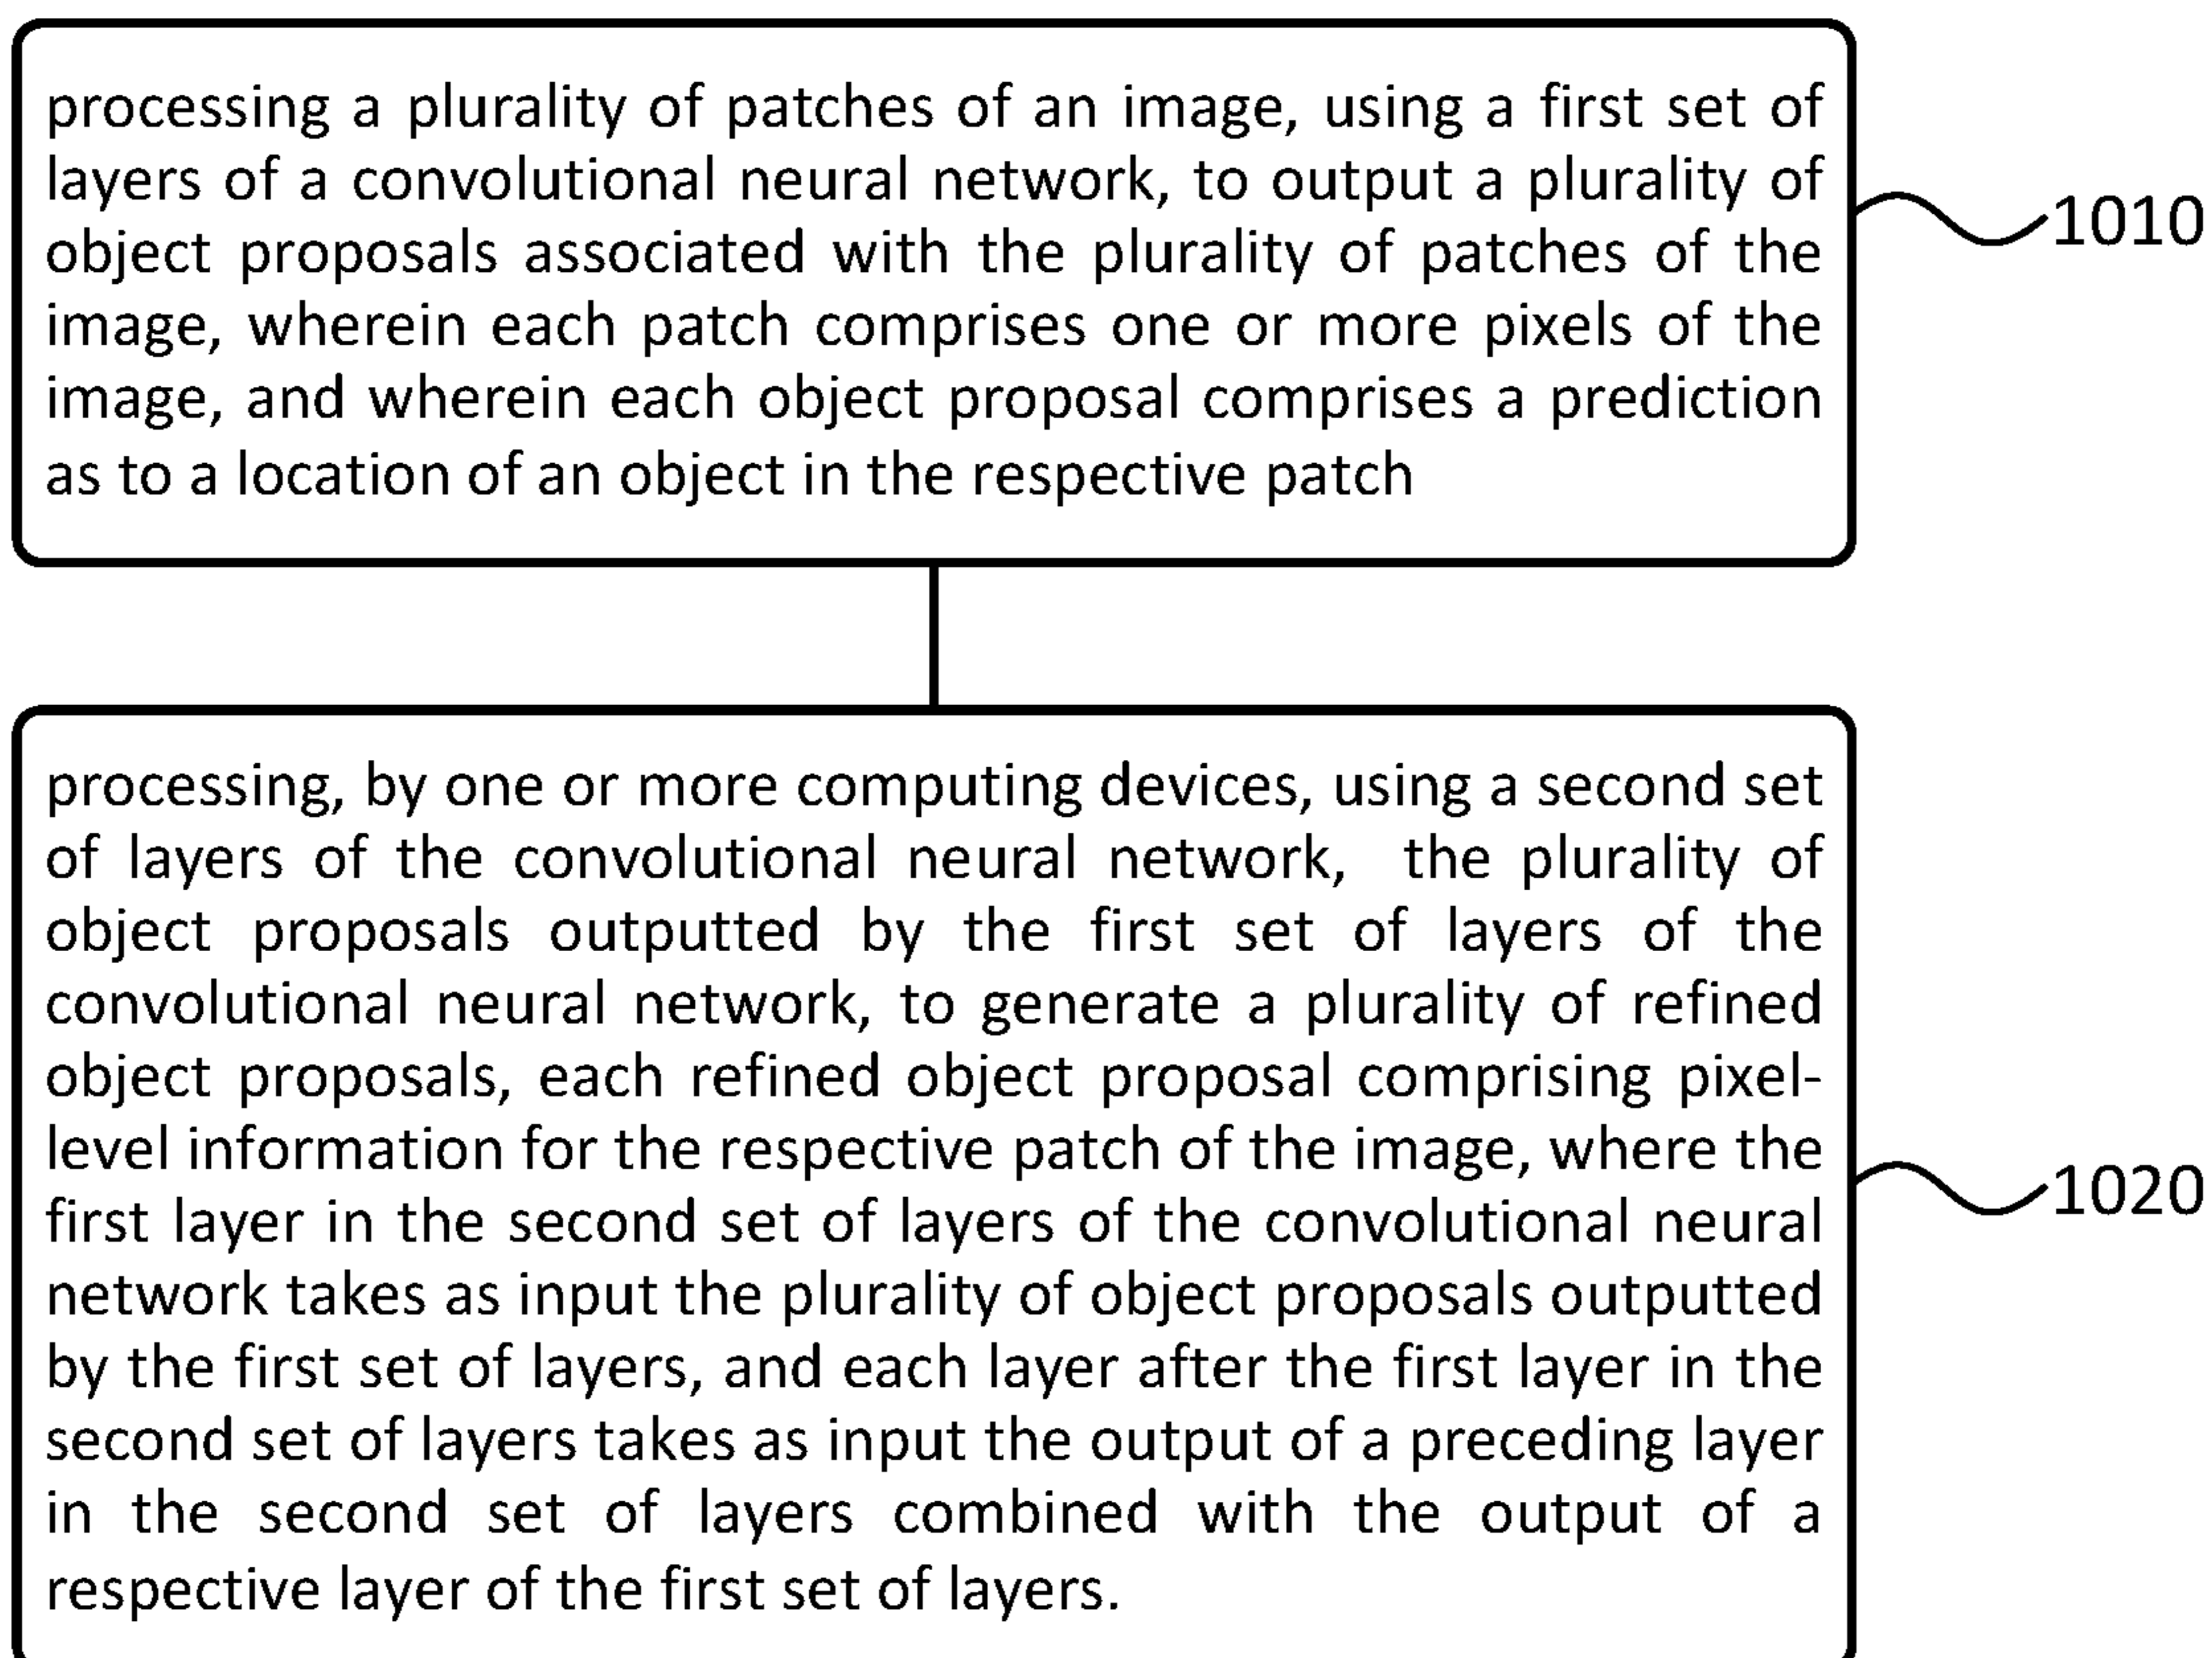 processing a plurality of patches of an image, using a first set of
layers of a convolutional neural network, to output a plurality of
object proposals associated with the plurality of patches of the
image, wherein each patch comprises one or more pixels of the
image, and wherein each object proposal comprises a prediction
as to a location of an object in the respective patch
1010
processing, by one or more computing devices, using a second set
of layers of the convolutional neural network, the plurality of
object proposals outputted by the first set of layers of the
convolutional neural network, to generate a plurality of refined
object proposals, each refined object proposal comprising pixel-
level information for the respective patch of the image, where the
first layer in the second set of layers of the convolutional neural
network takes as input the plurality of object proposals outputted
by the first set of layers, and each layer after the first layer in the
second set of layers takes as input the output of a preceding layer
in the second set of layers combined with the output of a
respective layer of the first set of layers.
1020